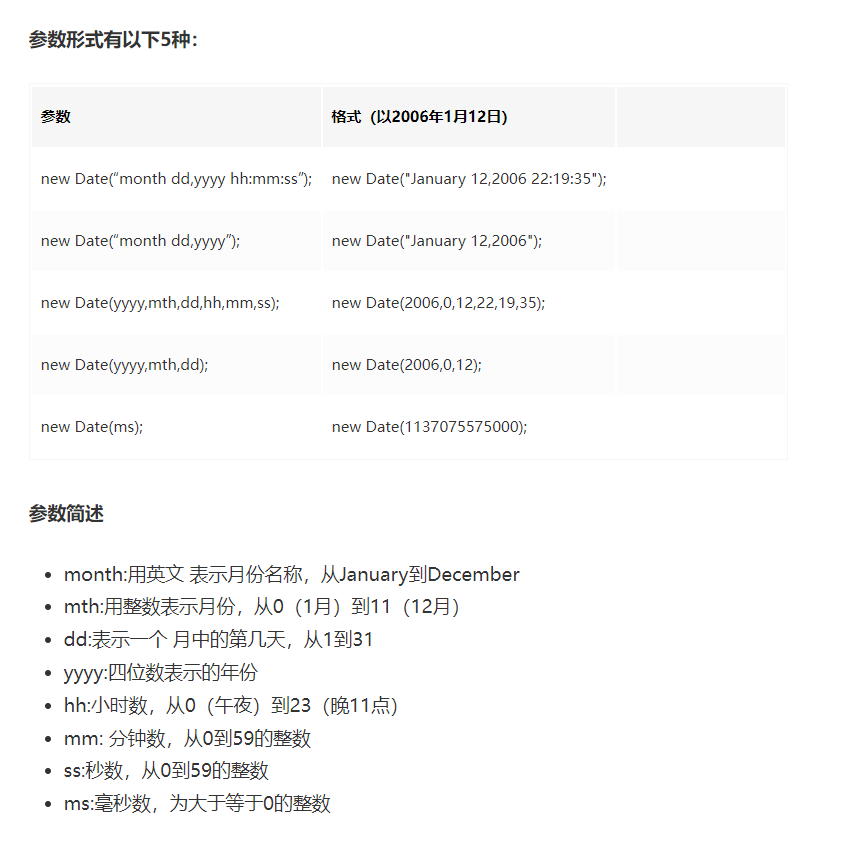 参数形式有以下5种：
参数 格式（以2006年1月12日）
new Date(“month dd,yyyy hh:mm:ss”); new Date("January 12,2006 22:19:35");
new Date(“month dd,yyyy”); new Date("January 12,2006");
new Date(yyyy,mth,dd,hh,mm,ss); new Date(2006,0,12,22,19,35);
new Date(yyyy,mth,dd); new Date(2006,0,12);
new Date(ms); new Date(1137075575000);
参数简述
• month:用英文 表示月份名称，从January到December
• mth:用整数表示月份，从0（1月）到11（12月）
• dd:表示一个 月中的第几天，从1到31
• yyyy:四位数表示的年份
• hh:小时数，从0（午夜）到23（晚11点）
• mm: 分钟数，从0到59的整数
• ss:秒数，从0到59的整数
• ms:毫秒数，为大于等于0的整数